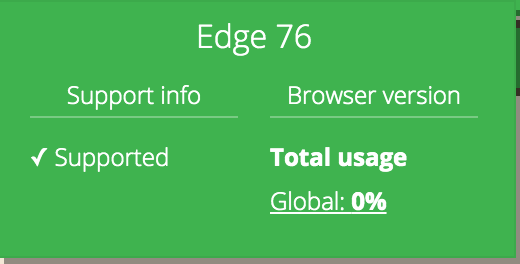 Edge 76
Support info
Browser version
✓ Supported
Total usage
Global: 0%